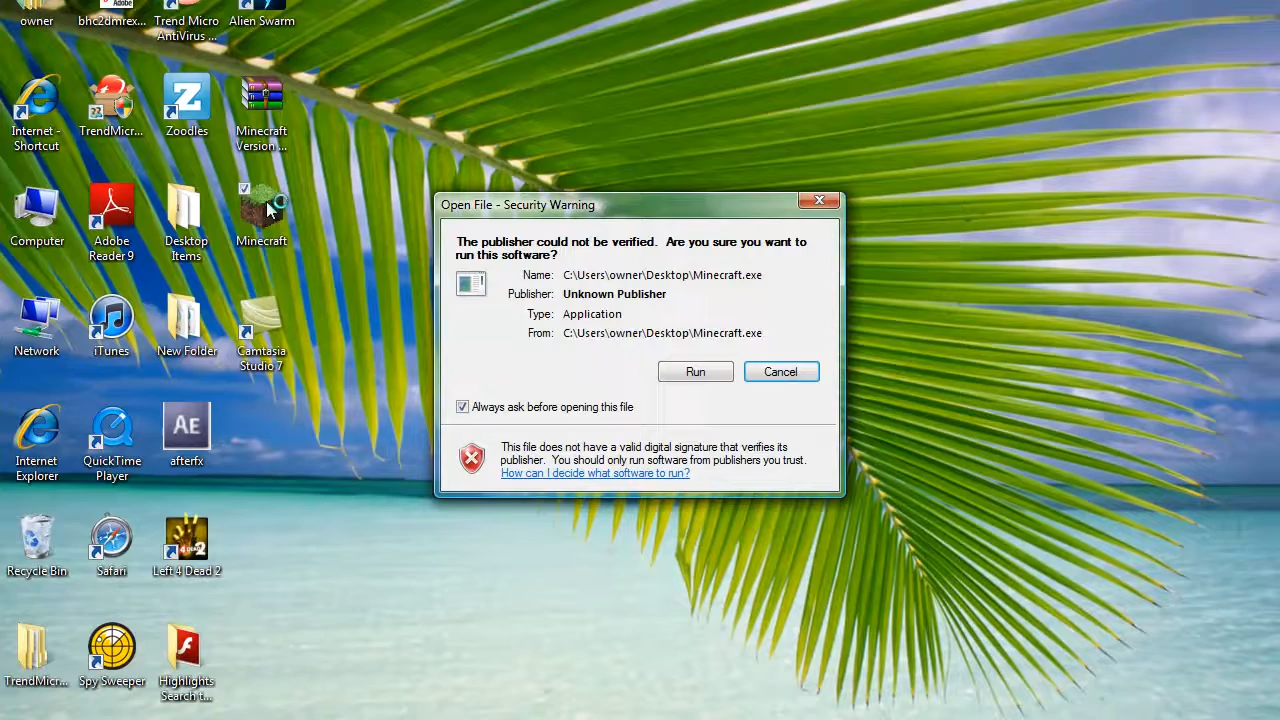 owner
bhc2dmrex...
Trend Micro
AntiVirus ...
Alien Swarm
Internet -
Shortcut
TrendMicr...
Zoodles
Minecraft
Version ...
Computer
Adobe
Reader 9
Desktop
Items
Minecraft
Network
iTunes
New Folder
Camtasia
Studio 7
Internet
Explorer
QuickTime
Player
AE
afterfx
Recycle Bin
Safari
Left 4 Dead 2
TrendMicr...
Spy Sweeper
Highlights
Search t...
Open File - Security Warning
The publisher could not be verified. Are you sure you want to
run this software?
Name: C:\Users\owner\Desktop\Minecraft.exe
Publisher: Unknown Publisher
Type: Application
From: C:\Users\owner\Desktop\Minecraft.exe
Run
Cancel
Always ask before opening this file
This file does not have a valid digital signature that verifies its
publisher. You should only run software from publishers you trust.
How can I decide what software to run?